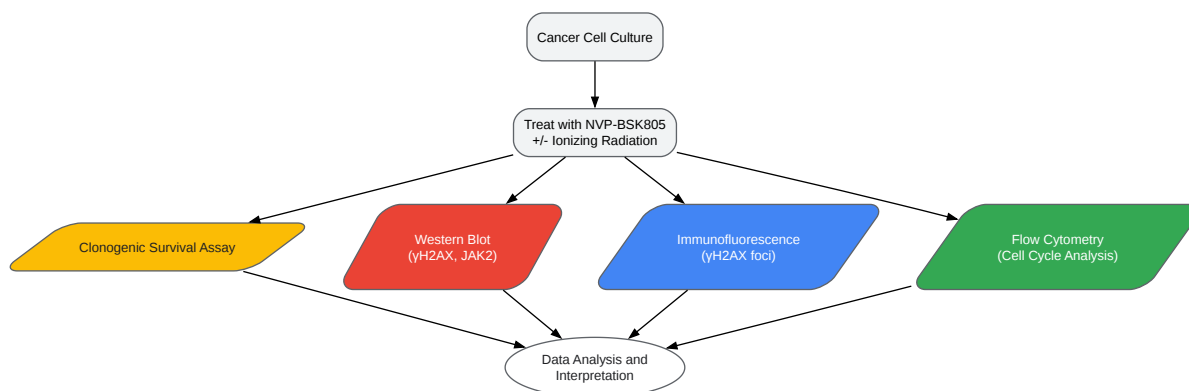 Cancer Cell Culture
Treat with NVP-BSK805
+/- Ionizing Radiation
Clonogenic Survival Assay
Western Blot
(γH2AX, JAK2)
Immunofluorescence
(γH2AX foci)
Flow Cytometry
(Cell Cycle Analysis)
Data Analysis and
Interpretation